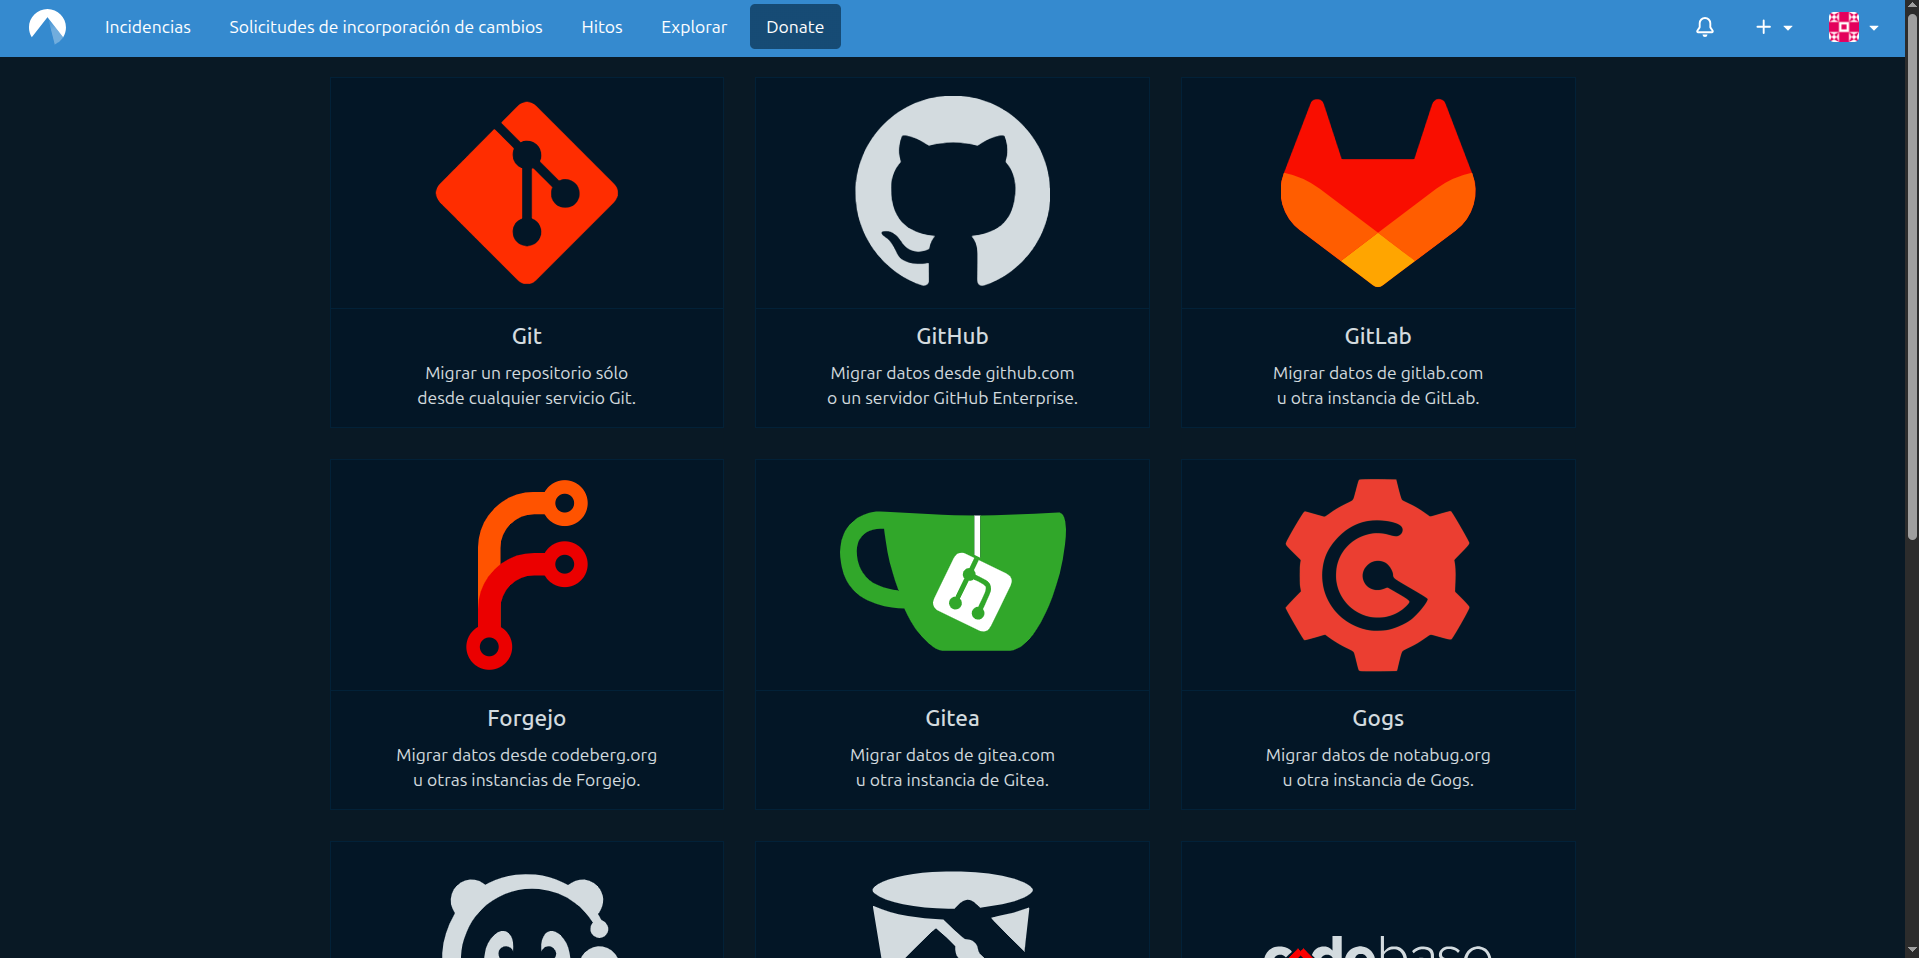 Incidencias
Solicitudes de incorporación de cambios
Hitos
Explorar
Donate
Git
Migrar un repositorio sólo
desde cualquier servicio Git.
GitHub
Migrar datos desde github.com
o un servidor GitHub Enterprise.
GitLab
Migrar datos de gitlab.com
u otra instancia de GitLab.
Forgejo
Migrar datos desde codeberg.org
u otras instancias de Forgejo.
Gitea
Migrar datos de gitea.com
u otra instancia de Gitea.
Gogs
Migrar datos de notabug.org
u otra instancia de Gogs.
codebase